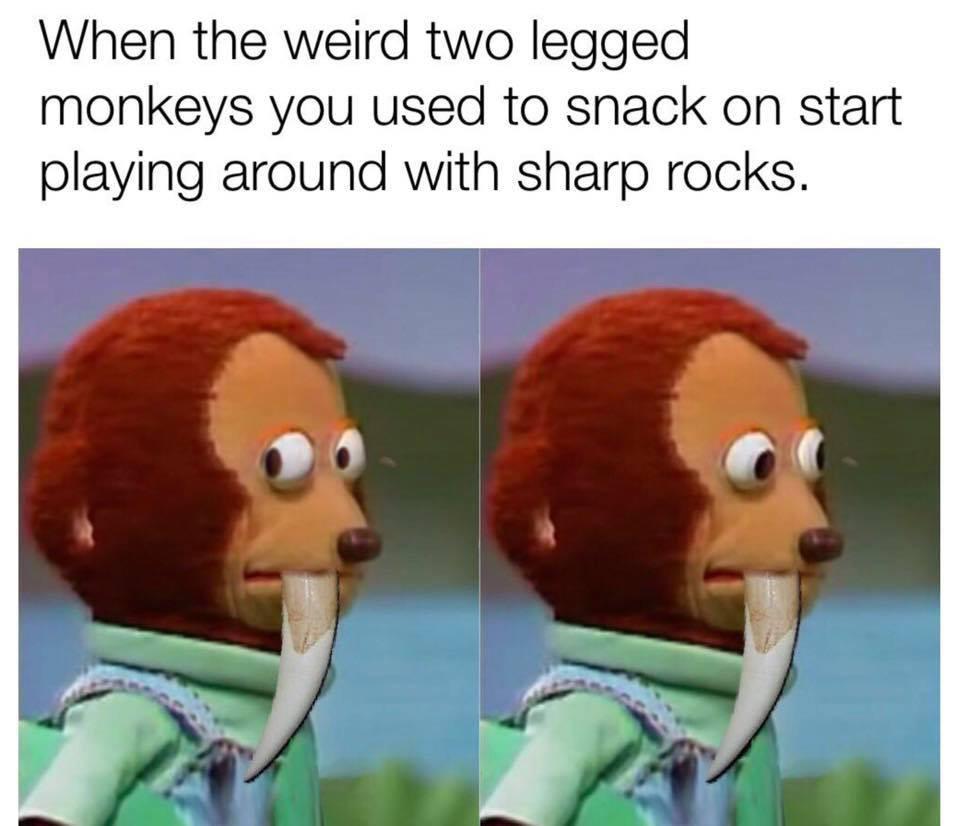 When the weird two legged
monkeys you used to snack on start
playing around with sharp rocks.